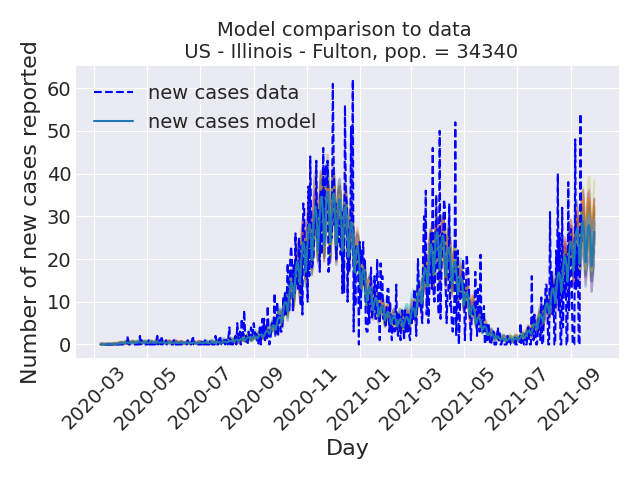 Model comparison to data
US - Illinois - Fulton, pop. = 34340
Number of new cases reported
60
50
40
30
20
10
0
new cases data
new cases model
2020-03
2020-05
2020-07
2020-09
2020-11
2021-01
2021-03
2021-05
2021-07
2021-09
Day